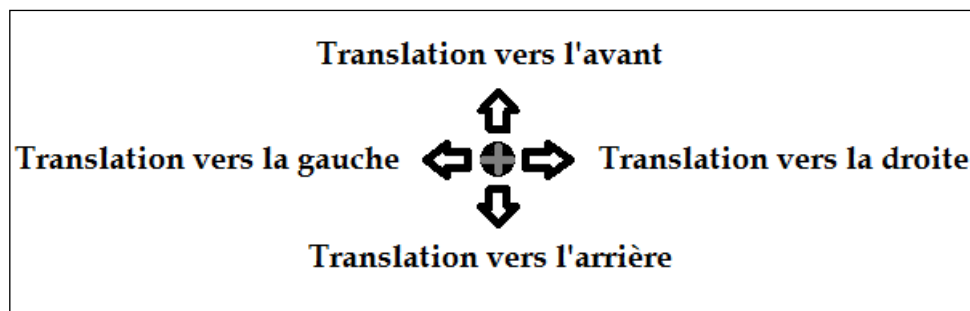 Translation vers l'avant
Translation vers la gauche
Translation vers la droite
Translation vers l'arrière